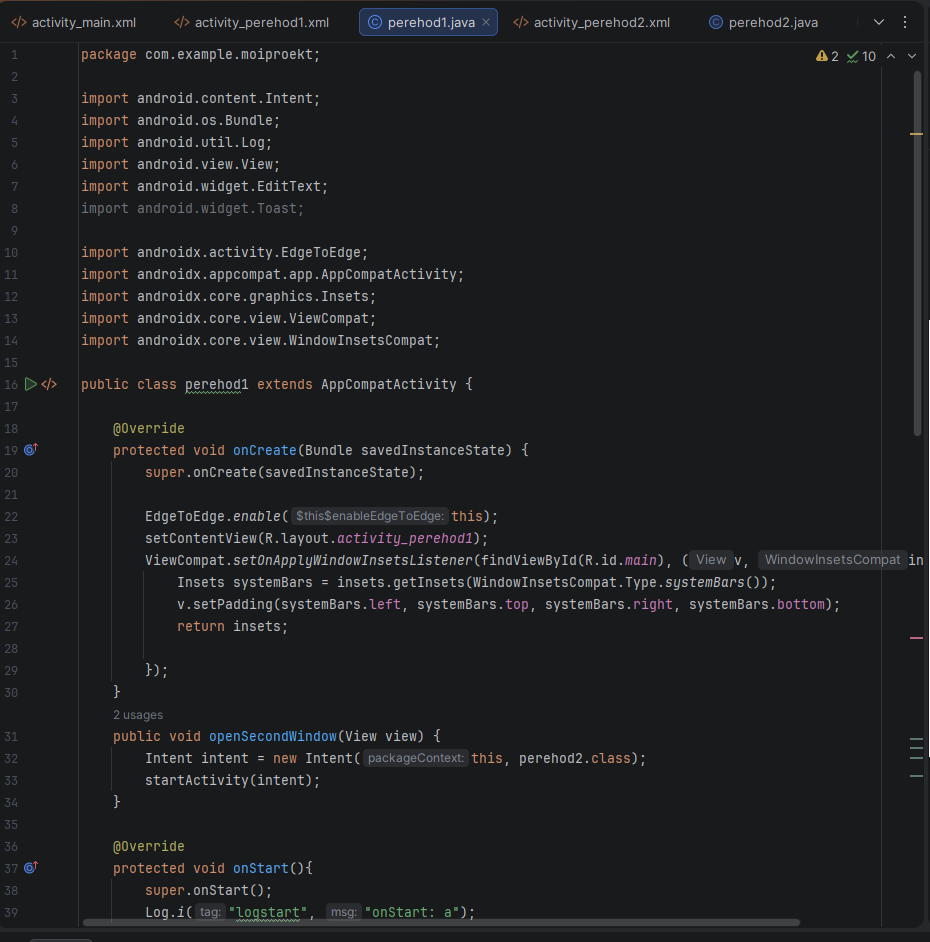 activity_main.xml activity_perehod1.xml perehod1.java activity_perehod2.xml perehod2.java
2 10
1 package com.example.moiproekt;
2
3 import android.content.Intent;
4 import android.os.Bundle;
5 import android.util.Log;
6 import android.view.View;
7 import android.widget.EditText;
8 import android.widget.Toast;
9
10 import androidx.activity.EdgeToEdge;
11 import androidx.appcompat.app.AppCompatActivity;
12 import androidx.core.graphics.Insets;
13 import androidx.core.view.ViewCompat;
14 import androidx.core.view.WindowInsetsCompat;
15
16 public class perehod1 extends AppCompatActivity {
17
18 @Override
19 protected void onCreate(Bundle savedInstanceState) {
20 super.onCreate(savedInstanceState);
21
22 EdgeToEdge.enable( $this$enableEdgeToEdge: this);
23 setContentView(R.layout.activity_perehod1);
24 ViewCompat.setOnApplyWindowInsetsListener(findViewById(R.id.main), ( View v, WindowInsetsCompat in
25 Insets systemBars = insets.getInsets(WindowInsetsCompat.Type.systemBars());
26 v.setPadding(systemBars.left, systemBars.top, systemBars.right, systemBars.bottom);
27 return insets;
28
29 });
30 }
2 usages
31 public void openSecondWindow(View view) {
32 Intent intent = new Intent( packageContext: this, perehod2.class);
33 startActivity(intent);
34 }
35
36 @Override
37 protected void onStart(){
38 super.onStart();
39 Log.i( tag: "logstart", msg: "onStart: a");